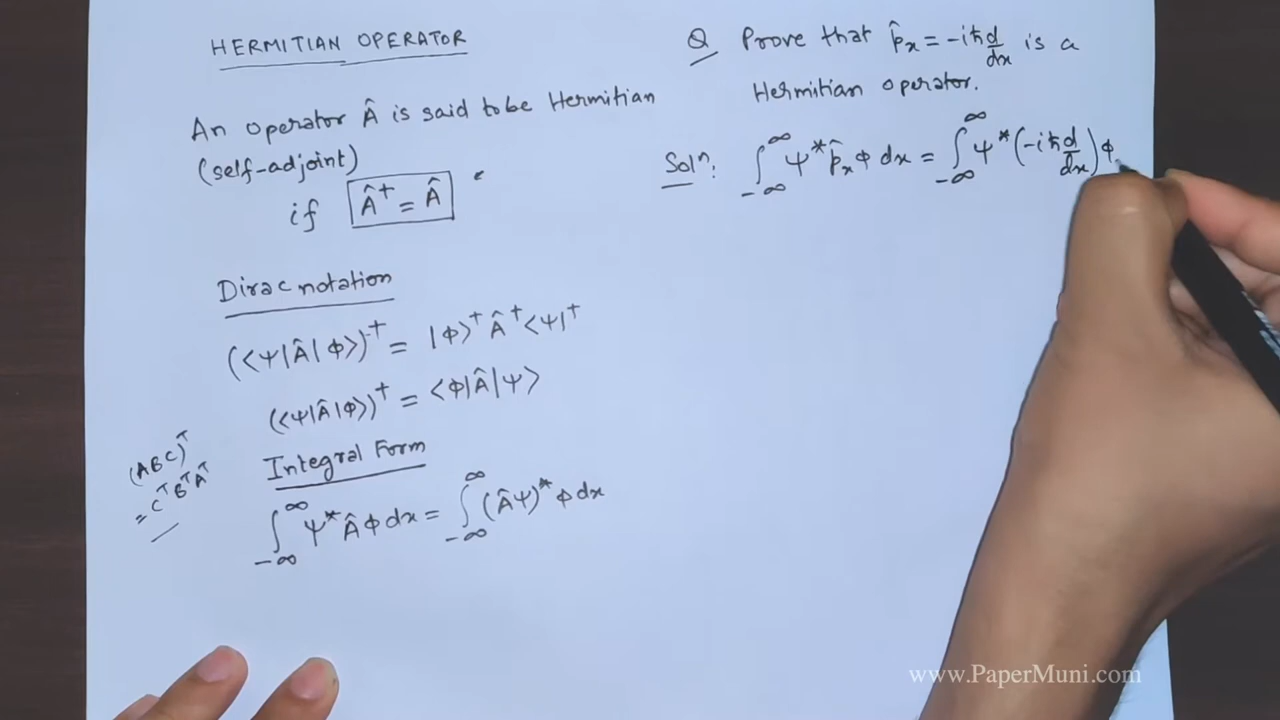 HERMITIAN OPERATOR
An operator Â is said to be Hermitian
(self-adjoint)
if Â† = Â
Dirac notation
(<Ψ|Â|Φ>)† = |Φ>† Â† <Ψ|†
(<Ψ|Â|Φ>)† = <Φ|Â|Ψ>
(ABC)ᵀ
= CᵀBᵀAᵀ
Integral Form
∫_{-∞}^{∞} Ψ* Â Φ dx = ∫_{-∞}^{∞} (ÂΨ)* Φ dx
Q Prove that p̂ₓ = -iħ d/dx is a
Hermitian operator.
Solⁿ: ∫_{-∞}^{∞} Ψ* p̂ₓ Φ dx = ∫_{-∞}^{∞} Ψ* (-iħ d/dx) Φ
www.PaperMuni.com